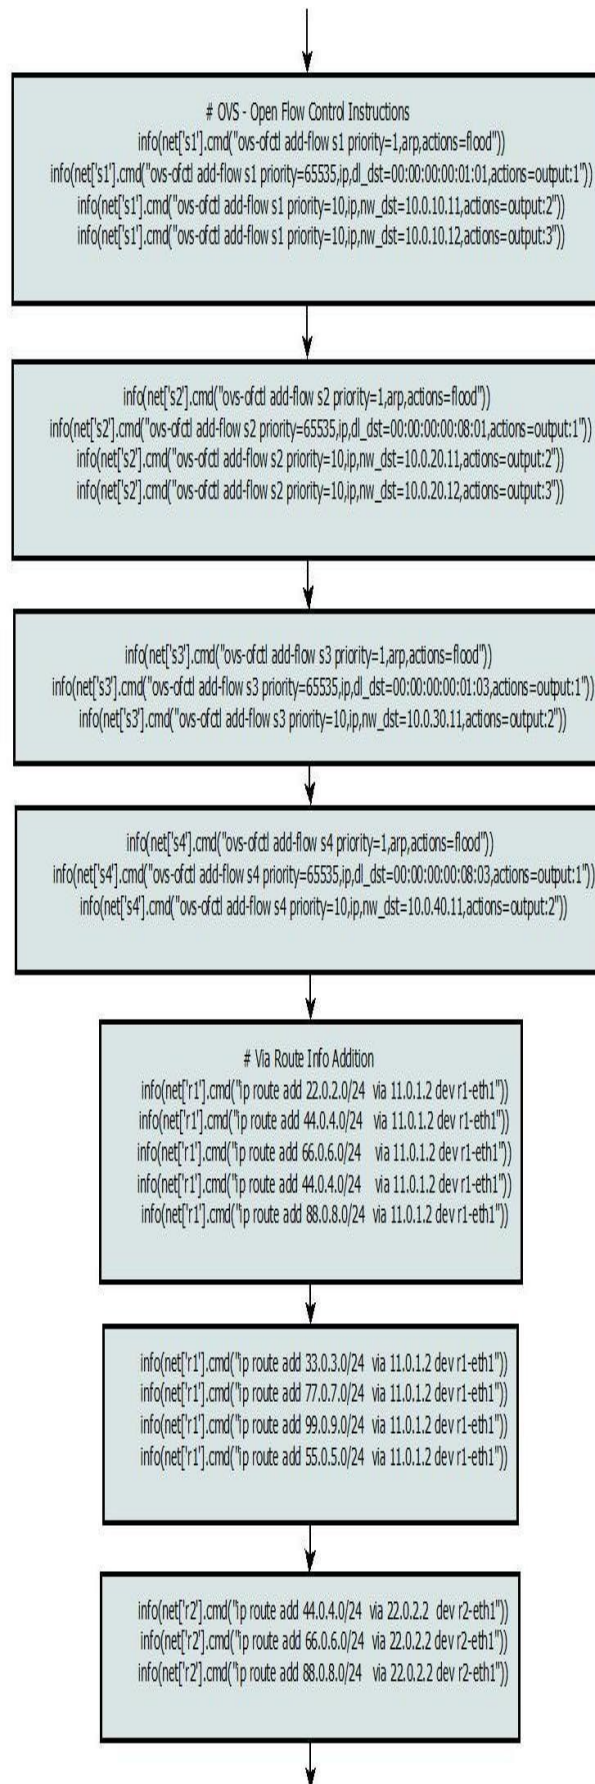 # OVS - Open Flow Control Instructions
info(net['s1'].cmd("ovs-ofctl add-flow s1 priority=1,arp,actions=flood"))
info(net['s1'].cmd("ovs-ofctl add-flow s1 priority=65535,ip,dl_dst=00:00:00:00:01:01,actions=output:1"))
info(net['s1'].cmd("ovs-ofctl add-flow s1 priority=10,ip,nw_dst=10.0.10.11,actions=output:2"))
info(net['s1'].cmd("ovs-ofctl add-flow s1 priority=10,ip,nw_dst=10.0.10.12,actions=output:3"))
info(net['s2'].cmd("ovs-ofctl add-flow s2 priority=1,arp,actions=flood"))
info(net['s2'].cmd("ovs-ofctl add-flow s2 priority=65535,ip,dl_dst=00:00:00:00:08:01,actions=output:1"))
info(net['s2'].cmd("ovs-ofctl add-flow s2 priority=10,ip,nw_dst=10.0.20.11,actions=output:2"))
info(net['s2'].cmd("ovs-ofctl add-flow s2 priority=10,ip,nw_dst=10.0.20.12,actions=output:3"))
info(net['s3'].cmd("ovs-ofctl add-flow s3 priority=1,arp,actions=flood"))
info(net['s3'].cmd("ovs-ofctl add-flow s3 priority=65535,ip,dl_dst=00:00:00:00:01:03,actions=output:1"))
info(net['s3'].cmd("ovs-ofctl add-flow s3 priority=10,ip,nw_dst=10.0.30.11,actions=output:2"))
info(net['s4'].cmd("ovs-ofctl add-flow s4 priority=1,arp,actions=flood"))
info(net['s4'].cmd("ovs-ofctl add-flow s4 priority=65535,ip,dl_dst=00:00:00:00:08:03,actions=output:1"))
info(net['s4'].cmd("ovs-ofctl add-flow s4 priority=10,ip,nw_dst=10.0.40.11,actions=output:2"))
# Via Route Info Addition
info(net['r1'].cmd("ip route add 22.0.2.0/24 via 11.0.1.2 dev r1-eth1"))
info(net['r1'].cmd("ip route add 44.0.4.0/24 via 11.0.1.2 dev r1-eth1"))
info(net['r1'].cmd("ip route add 66.0.6.0/24 via 11.0.1.2 dev r1-eth1"))
info(net['r1'].cmd("ip route add 44.0.4.0/24 via 11.0.1.2 dev r1-eth1"))
info(net['r1'].cmd("ip route add 88.0.8.0/24 via 11.0.1.2 dev r1-eth1"))
info(net['r1'].cmd("ip route add 33.0.3.0/24 via 11.0.1.2 dev r1-eth1"))
info(net['r1'].cmd("ip route add 77.0.7.0/24 via 11.0.1.2 dev r1-eth1"))
info(net['r1'].cmd("ip route add 99.0.9.0/24 via 11.0.1.2 dev r1-eth1"))
info(net['r1'].cmd("ip route add 55.0.5.0/24 via 11.0.1.2 dev r1-eth1"))
info(net['r2'].cmd("ip route add 44.0.4.0/24 via 22.0.2.2 dev r2-eth1"))
info(net['r2'].cmd("ip route add 66.0.6.0/24 via 22.0.2.2 dev r2-eth1"))
info(net['r2'].cmd("ip route add 88.0.8.0/24 via 22.0.2.2 dev r2-eth1"))